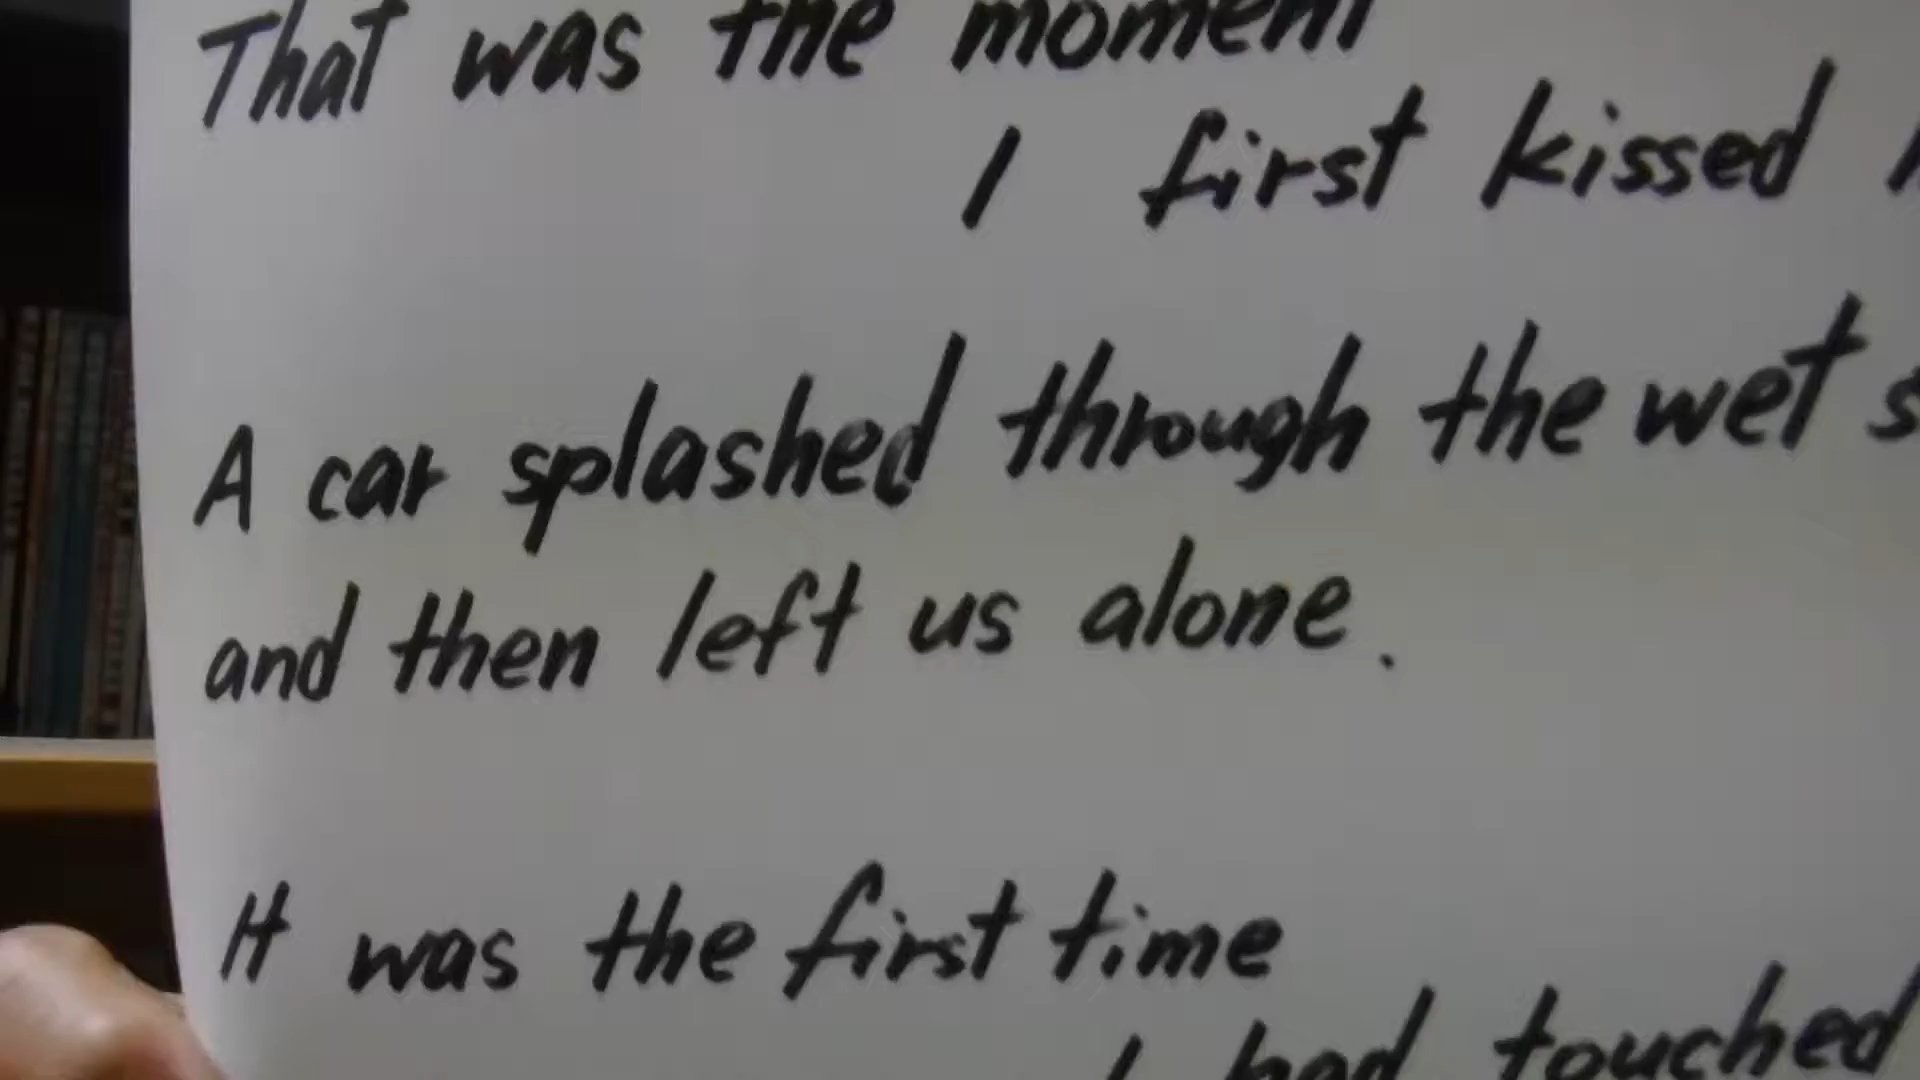 That was the moment
I first kissed
A car splashed through the wet
and then left us alone.
It was the first time
I had touched